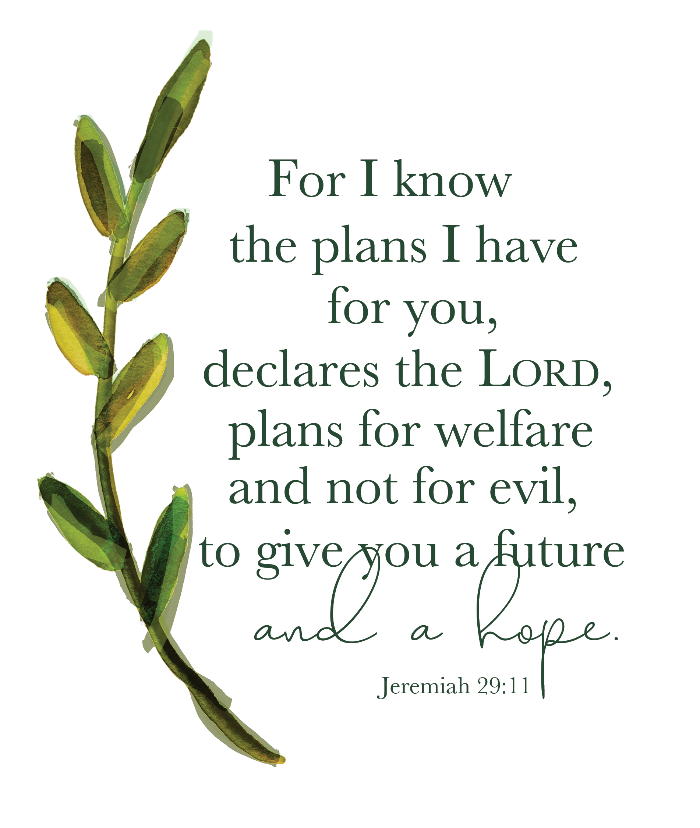 For I know
the plans I have
for you,
declares the LORD,
plans for welfare
and not for evil,
to give you a future
and a hope.
Jeremiah 29:11